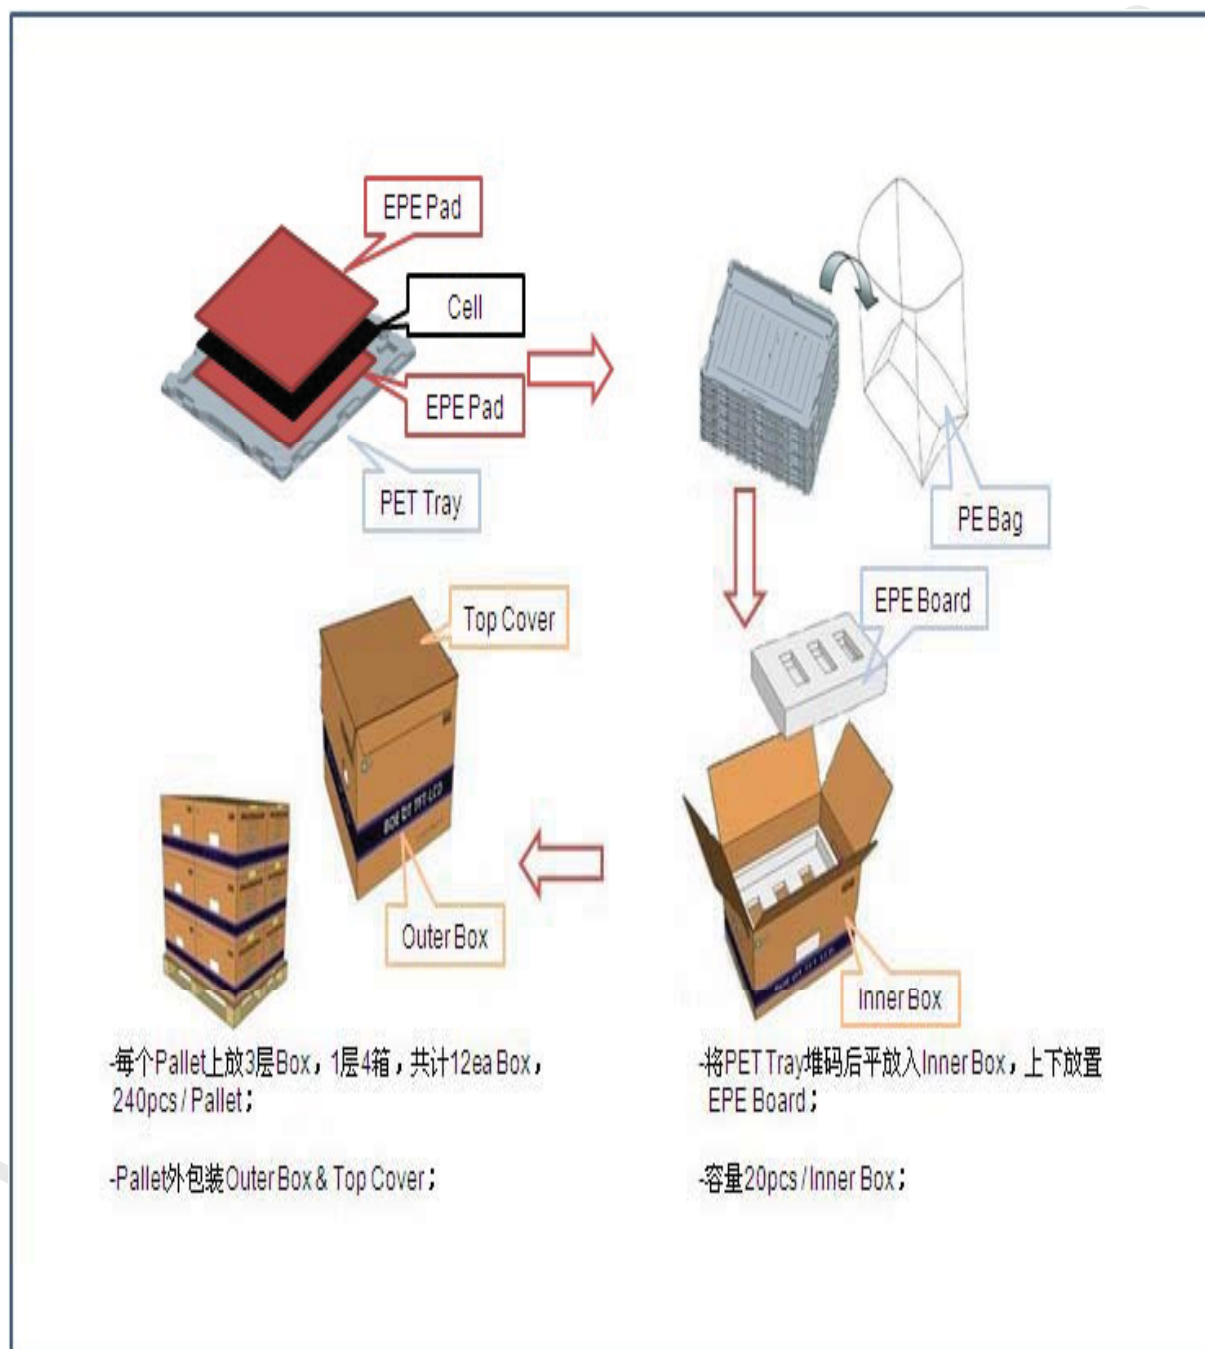 EPE Pad
Cell
EPE Pad
PET Tray
PE Bag
EPE Board
Top Cover
BOE OT TFT-LCD
Outer Box
Inner Box
-每个Pallet上放3层Box，1层4箱，共计12ea Box，
240pcs / Pallet；
-Pallet外包装Outer Box & Top Cover；
-将PET Tray堆码后平放入Inner Box，上下放置
EPE Board；
-容量20pcs / Inner Box；